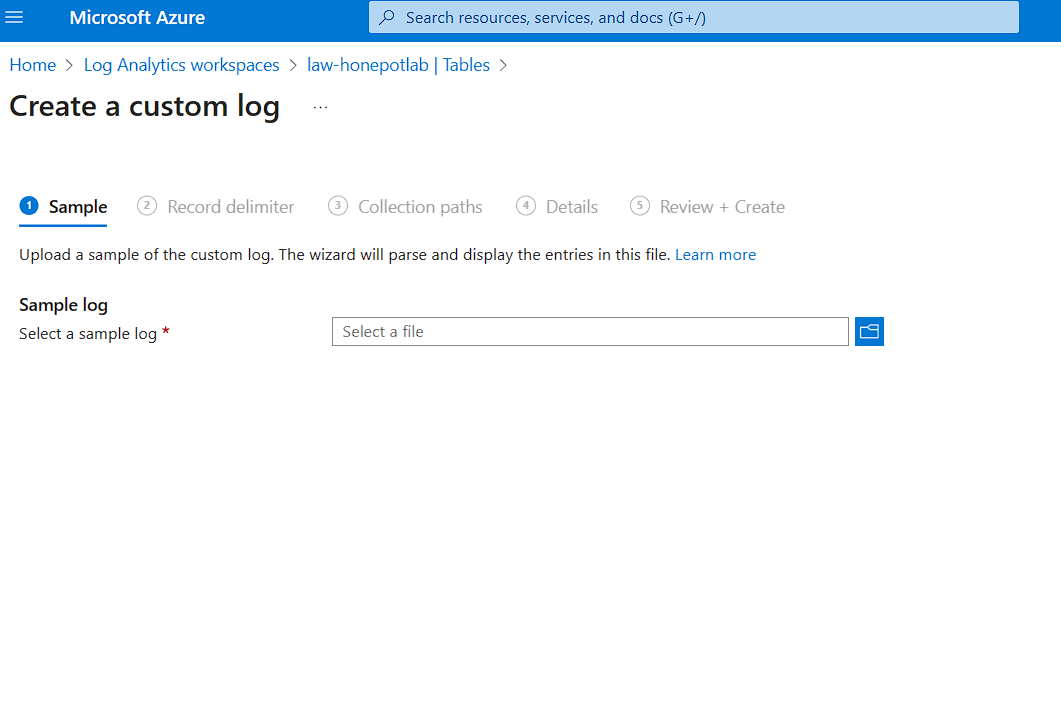 Microsoft Azure
Search resources, services, and docs (G+/)
Home > Log Analytics workspaces > law-honepotlab | Tables >
Create a custom log ...
1 Sample 2 Record delimiter 3 Collection paths 4 Details 5 Review + Create
Upload a sample of the custom log. The wizard will parse and display the entries in this file. Learn more
Sample log
Select a sample log * Select a file